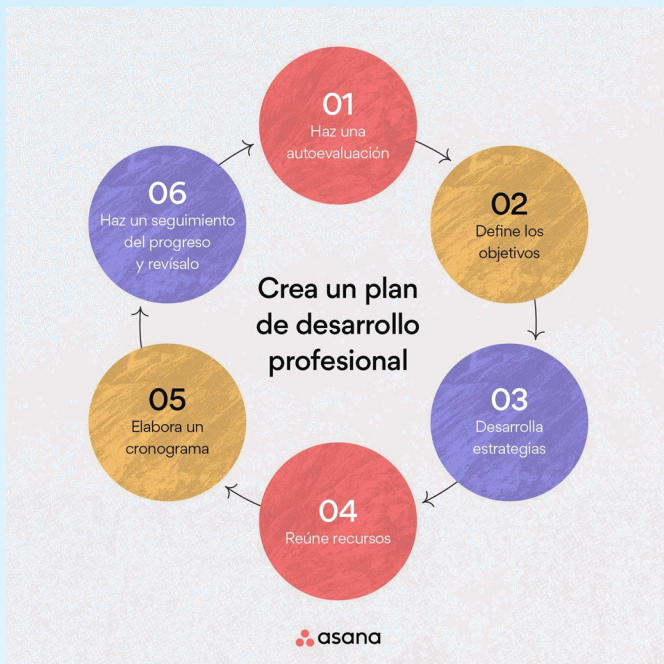 Crea un plan
de desarrollo
profesional
01
Haz una
autoevaluación
02
Define los
objetivos
03
Desarrolla
estrategias
04
Reúne recursos
05
Elabora un
cronograma
06
Haz un seguimiento
del progreso
y revísalo
asana